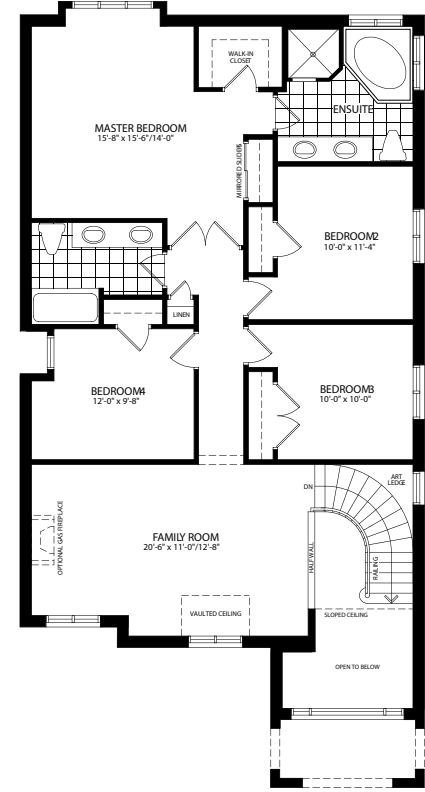 WALK-IN
CLOSET
ENSUITE
MASTER BEDROOM
15'-8" x 15'-6"/14'-0"
MIRRORED SLIDERS
BEDROOM2
10'-0" x 11'-4"
LINEN
BEDROOM4
12'-0" x 9'-8"
BEDROOM3
10'-0" x 10'-0"
ART
LEDGE
DN
OPTIONAL GAS FIREPLACE
FAMILY ROOM
20'-6" x 11'-0"/12'-8"
HALF WALL
RAILING
VAULTED CEILING
SLOPED CEILING
OPEN TO BELOW